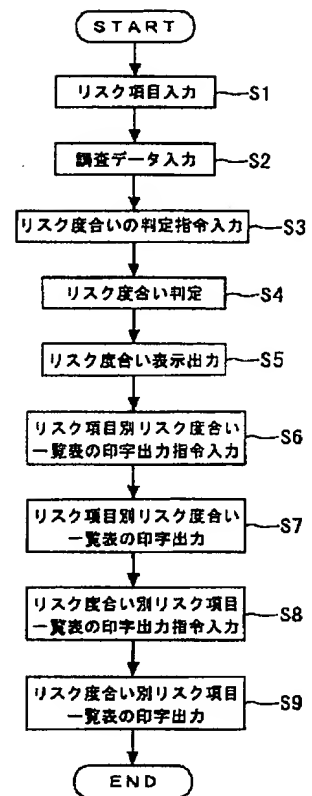 START
リスク項目入力
S1
調査データ入力
S2
リスク度合いの判定指令入力
S3
リスク度合い判定
S4
リスク度合い表示出力
S5
リスク項目別リスク度合い
一覧表の印字出力指令入力
S6
リスク項目別リスク度合い
一覧表の印字出力
S7
リスク度合い別リスク項目
一覧表の印字出力指令入力
S8
リスク度合い別リスク項目
一覧表の印字出力
S9
END